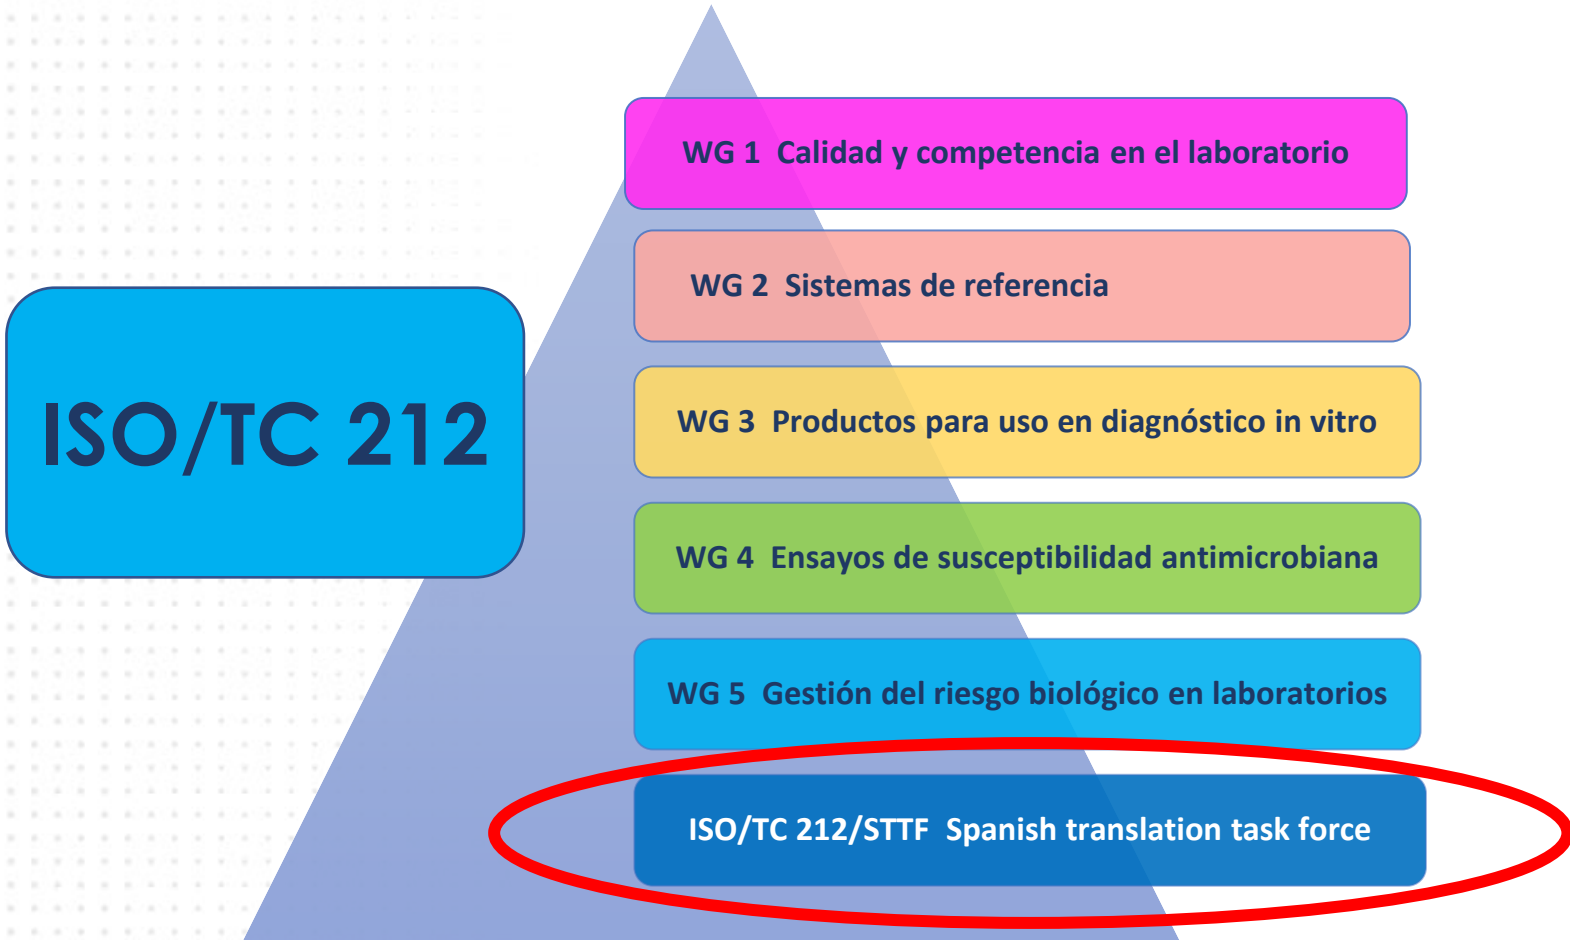 ISO/TC 212
WG 1 Calidad y competencia en el laboratorio
WG 2 Sistemas de referencia
WG 3 Productos para uso en diagnóstico in vitro
WG 4 Ensayos de susceptibilidad antimicrobiana
WG 5 Gestión del riesgo biológico en laboratorios
ISO/TC 212/STTF Spanish translation task force